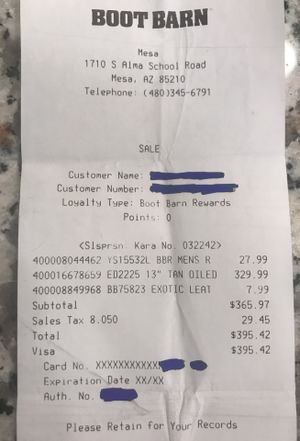 BOOT BARN
Mesa
1710 S Alma School Road
Mesa, AZ 85210
Telephone: (480)345-6791
SALE
Customer Name:
Customer Number:
Loyalty Type: Boot Barn Rewards
Points: 0
<Slsprsn: Kara No. 032242)
400008044462 YS15532L BBR MENS R 27.99
400016678659 ED2225 13" TAN OILED 329.99
400008849968 BB75823 EXOTIC LEAT 7.99
Subtotal $365.97
Sales Tax 8.050 29.45
Total $395.42
Visa $395.42
Card No. XXXXXXXXXXX
Expiration Date XX/XX
Auth. No.
Please Retain for Your Records